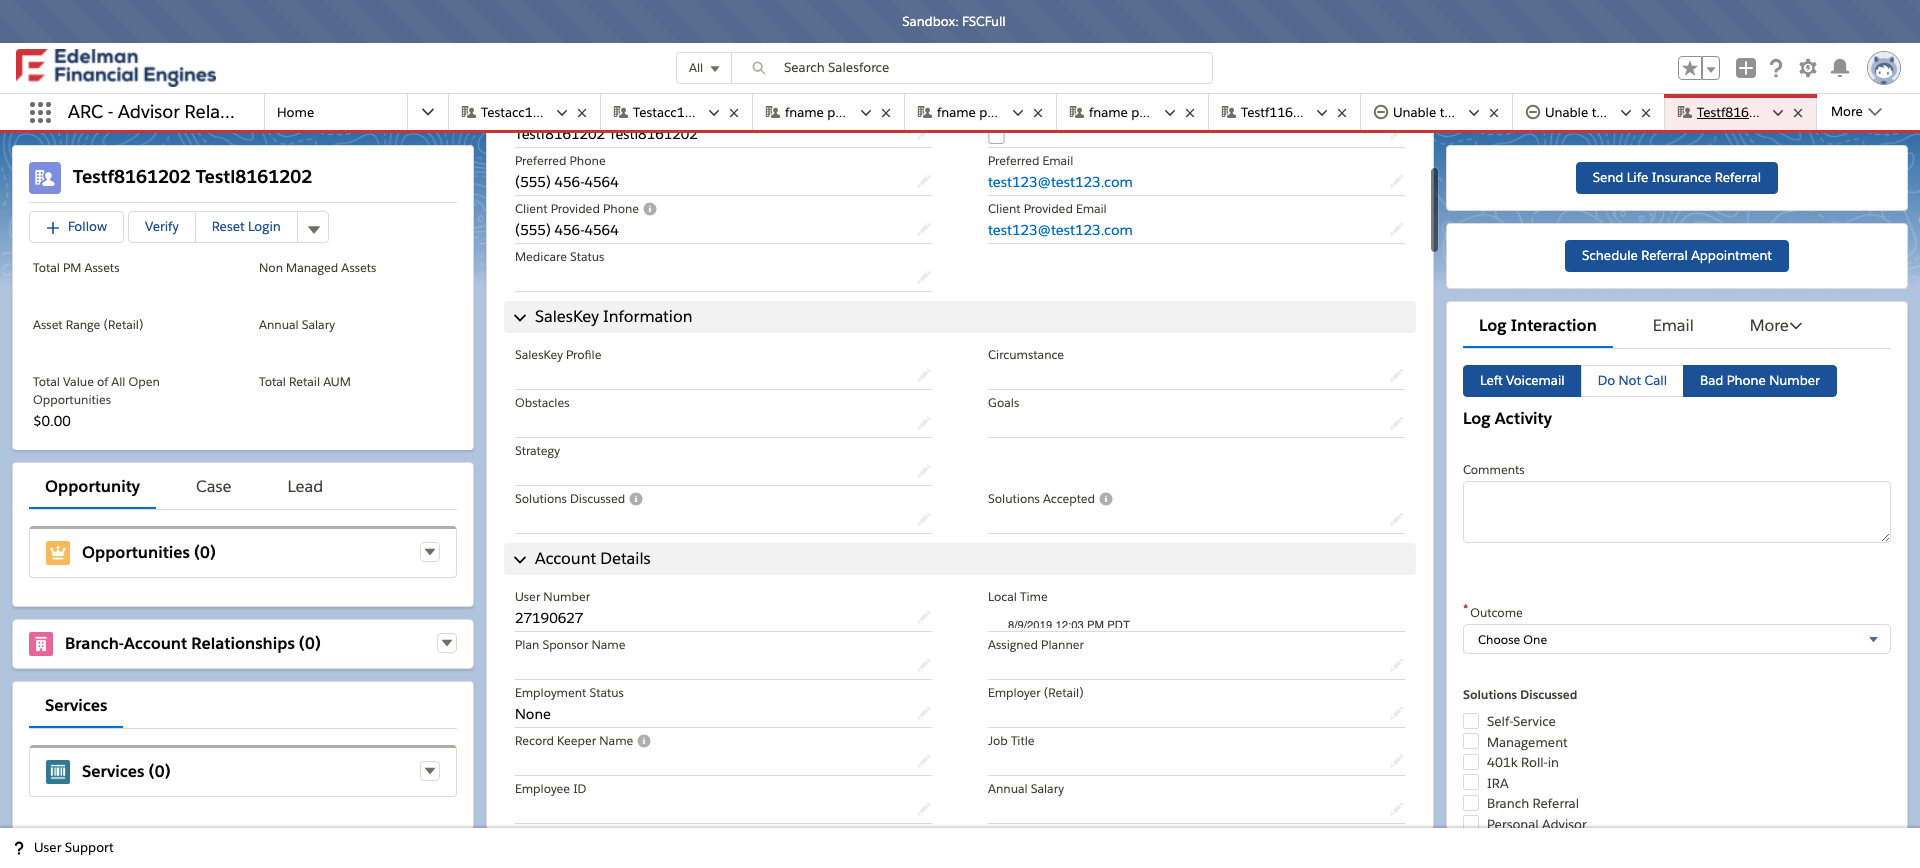 Sandbox: FSCFull
Edelman
Financial Engines
All
Search Salesforce
ARC - Advisor Rela...
Home
Testacc1...
Testacc1...
fname p...
fname p...
fname p...
Testf116...
Unable t...
Unable t...
Testf816...
More
Testf8161202 Testl8161202
Follow
Verify
Reset Login
Total PM Assets
Non Managed Assets
Asset Range (Retail)
Annual Salary
Total Value of All Open
Opportunities
Total Retail AUM
$0.00
Opportunity
Case
Lead
Opportunities (0)
Branch-Account Relationships (0)
Services
Services (0)
Testf8161202 Testl8161202
Preferred Phone
(555) 456-4564
Preferred Email
test123@test123.com
Client Provided Phone
(555) 456-4564
Client Provided Email
test123@test123.com
Medicare Status
SalesKey Information
SalesKey Profile
Circumstance
Obstacles
Goals
Strategy
Solutions Discussed
Solutions Accepted
Account Details
User Number
27190627
Local Time
8/9/2019 12:03 PM PDT
Plan Sponsor Name
Assigned Planner
Employment Status
None
Employer (Retail)
Record Keeper Name
Job Title
Employee ID
Annual Salary
Send Life Insurance Referral
Schedule Referral Appointment
Log Interaction
Email
More
Left Voicemail
Do Not Call
Bad Phone Number
Log Activity
Comments
* Outcome
Choose One
Solutions Discussed
Self-Service
Management
401k Roll-in
IRA
Branch Referral
Personal Advisor
? User Support